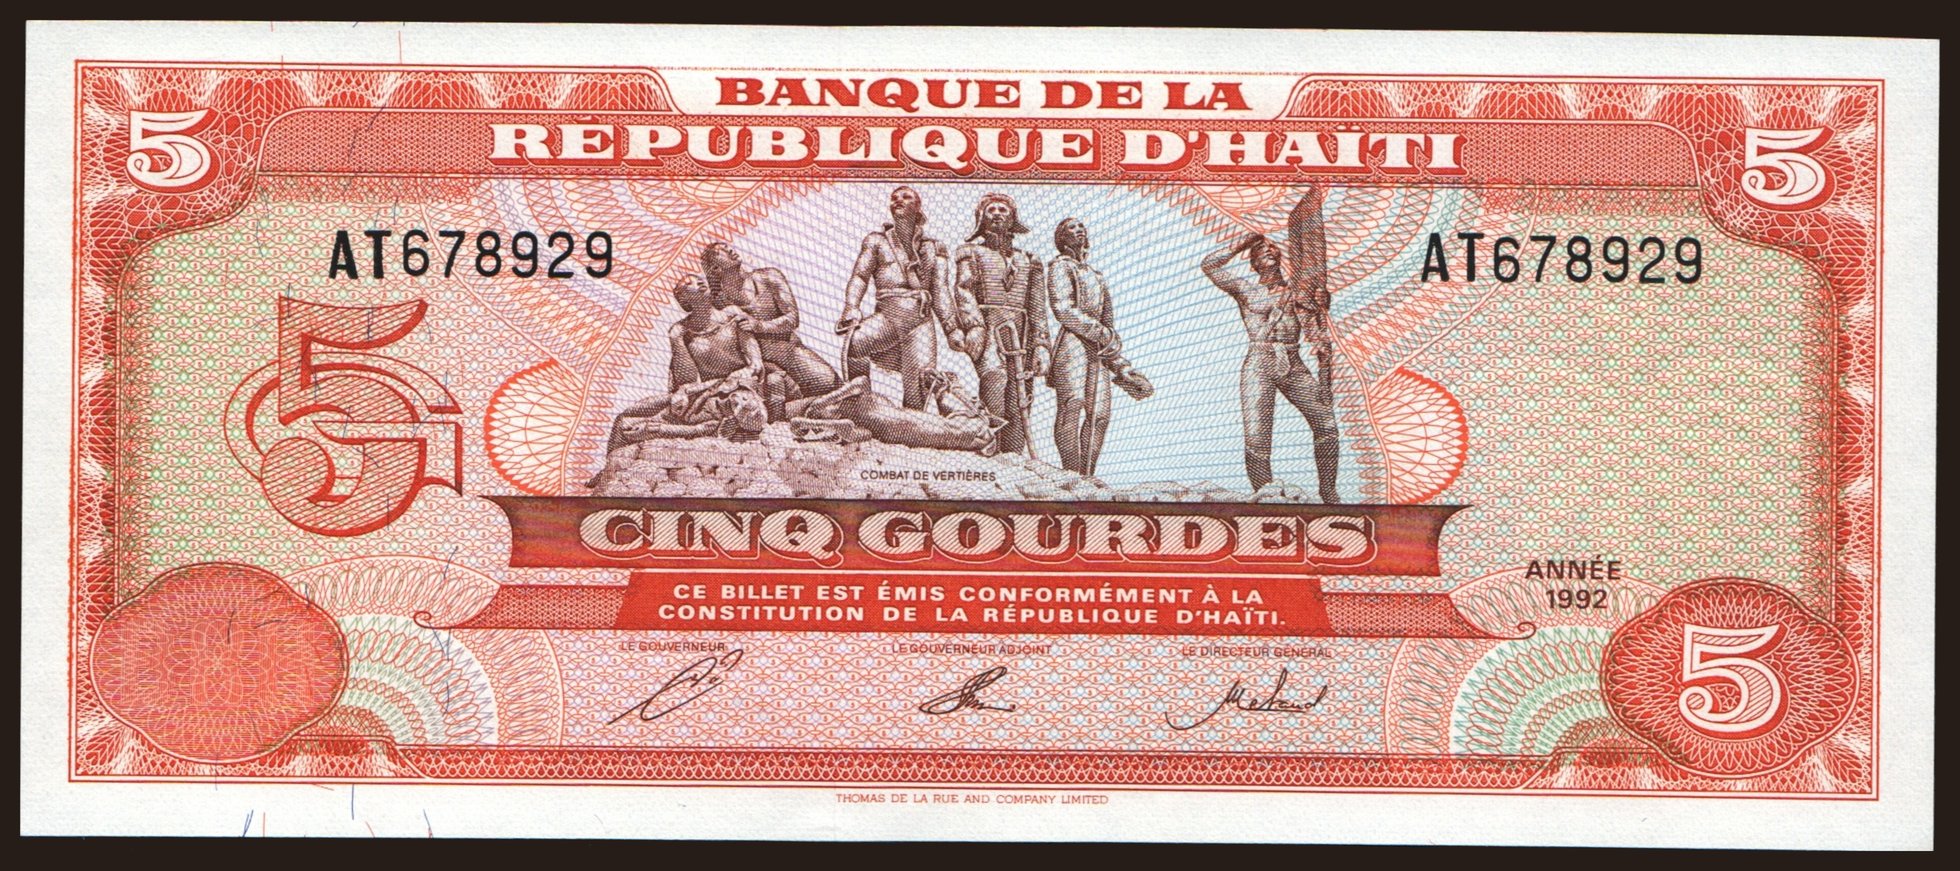 BANQUE DE LA
RÉPUBLIQUE D'HAÏTI
5
5
AT678929
AT678929
5G
COMBAT DE VERTIÈRES
CINQ GOURDES
CE BILLET EST ÉMIS CONFORMÉMENT À LA
CONSTITUTION DE LA RÉPUBLIQUE D'HAÏTI.
ANNÉE
1992
LE GOUVERNEUR
LE GOUVERNEUR ADJOINT
LE DIRECTEUR GÉNÉRAL
5
THOMAS DE LA RUE AND COMPANY LIMITED